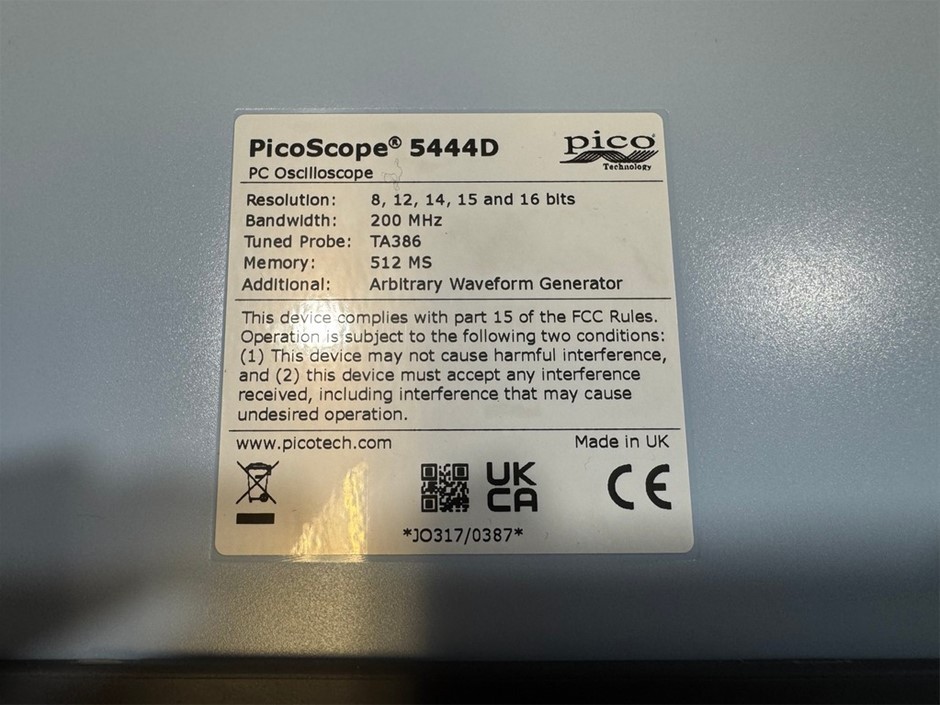 PicoScope® 5444D
PC Oscilloscope
pico
Technology
Resolution: 8, 12, 14, 15 and 16 bits
Bandwidth: 200 MHz
Tuned Probe: TA386
Memory: 512 MS
Additional: Arbitrary Waveform Generator
This device complies with part 15 of the FCC Rules.
Operation is subject to the following two conditions:
(1) This device may not cause harmful interference,
and (2) this device must accept any interference
received, including interference that may cause
undesired operation.
www.picotech.com Made in UK
UK
CA
CE
*JO317/0387*